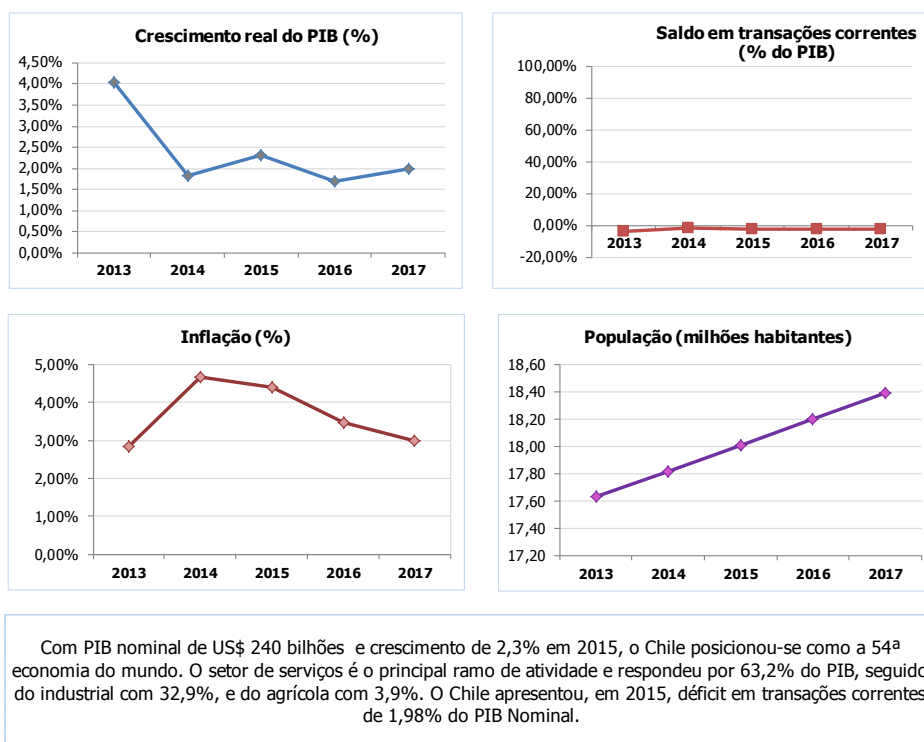 Crescimento real do PIB (%)
4,50%
4,00%
3,50%
3,00%
2,50%
2,00%
1,50%
1,00%
0,50%
0,00%
2013 2014 2015 2016 2017
Saldo em transações correntes
(% do PIB)
100,00%
80,00%
60,00%
40,00%
20,00%
0,00%
-20,00%
2013 2014 2015 2016 2017
Inflação (%)
5,00%
4,00%
3,00%
2,00%
1,00%
0,00%
2013 2014 2015 2016 2017
População (milhões habitantes)
18,60
18,40
18,20
18,00
17,80
17,60
17,40
17,20
2013 2014 2015 2016 2017
Com PIB nominal de US$ 240 bilhões e crescimento de 2,3% em 2015, o Chile posicionou-se como a 54ª
economia do mundo. O setor de serviços é o principal ramo de atividade e respondeu por 63,2% do PIB, seguido
do industrial com 32,9%, e do agrícola com 3,9%. O Chile apresentou, em 2015, déficit em transações correntes
de 1,98% do PIB Nominal.